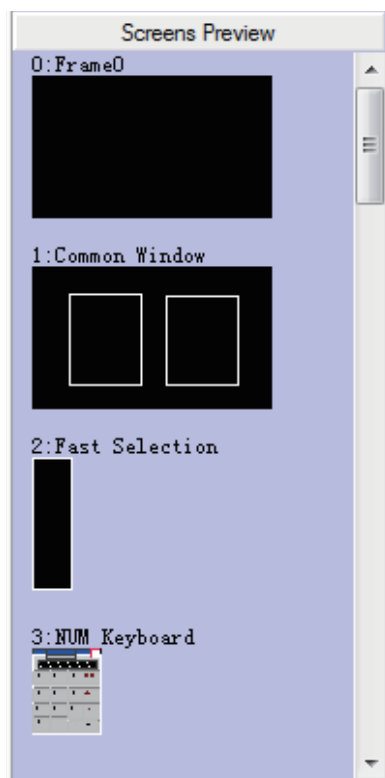 Screens Preview
0:Frame0
1:Common Window
2:Fast Selection
3:NUM Keyboard